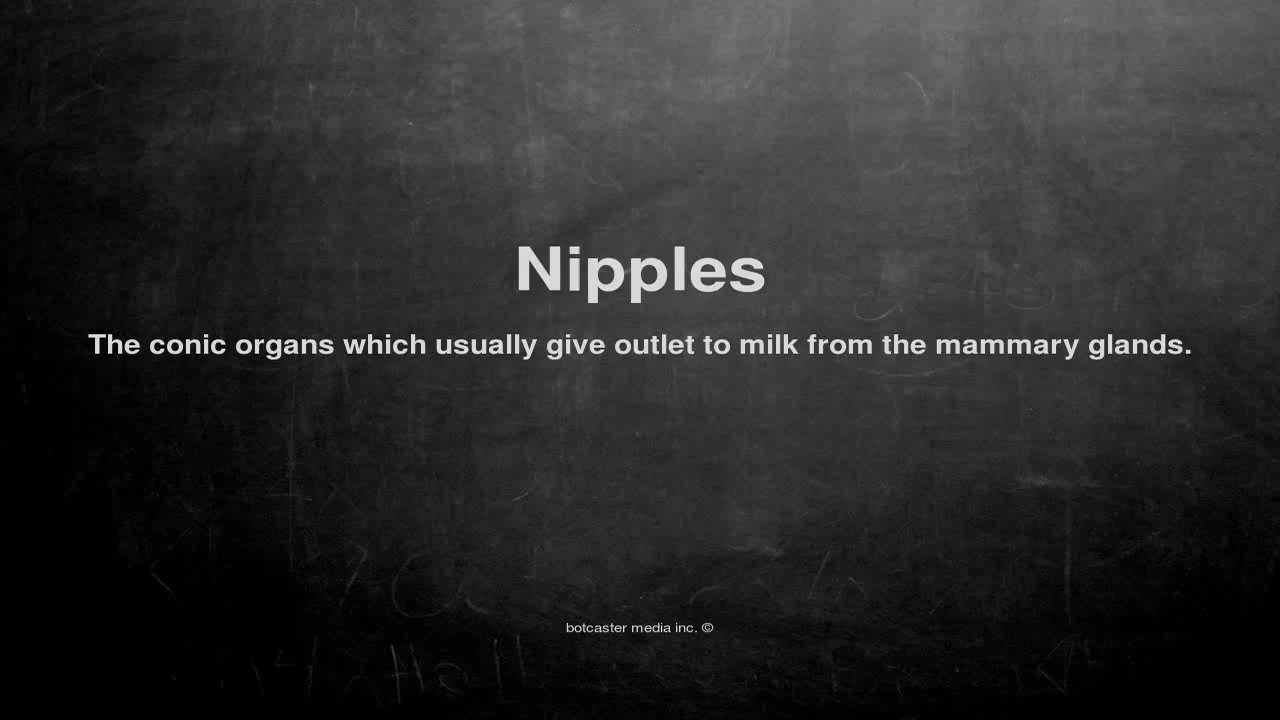 Nipples
The conic organs which usually give outlet to milk from the mammary glands.
botcaster media inc. ©